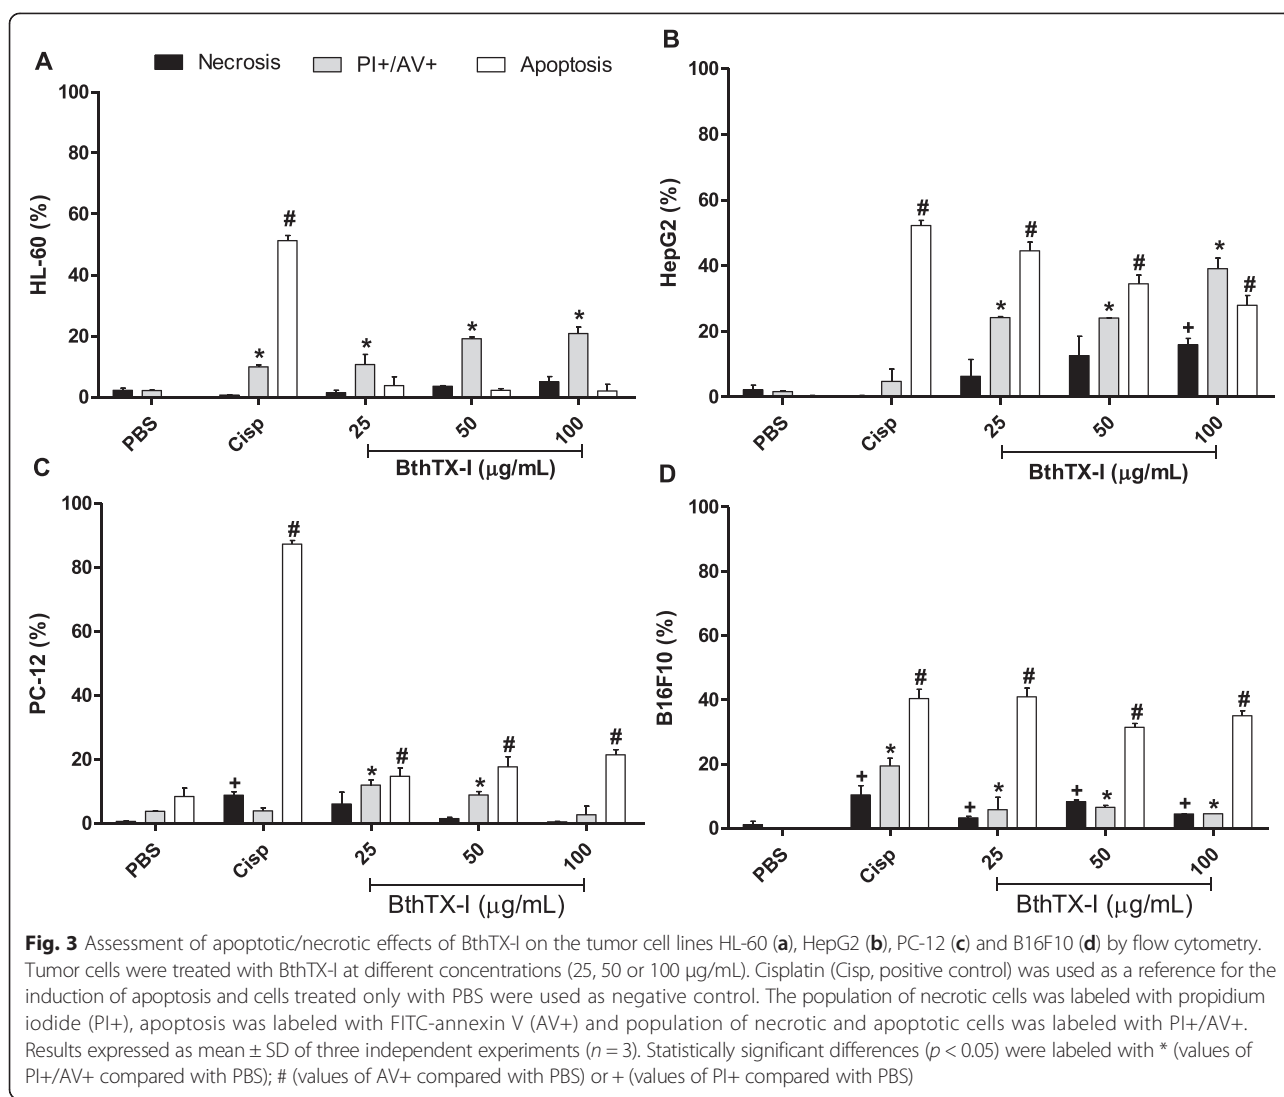 A
Necrosis PI+/AV+ Apoptosis
HL-60 (%)
100
80
60
40
20
0
#
* * * *
PBS Cisp 25 50 100
BthTX-I (μg/mL)
B
HepG2 (%)
100
80
60
40
20
0
# # # #
* * *
+
PBS Cisp 25 50 100
BthTX-I (μg/mL)
C
PC-12 (%)
100
80
60
40
20
0
# # # #
+ * *
PBS Cisp 25 50 100
BthTX-I (μg/mL)
D
B16F10 (%)
100
80
60
40
20
0
# # # #
+ * + * + * + *
PBS Cisp 25 50 100
BthTX-I (μg/mL)
Fig. 3 Assessment of apoptotic/necrotic effects of BthTX-I on the tumor cell lines HL-60 (a), HepG2 (b), PC-12 (c) and B16F10 (d) by flow cytometry.
Tumor cells were treated with BthTX-I at different concentrations (25, 50 or 100 μg/mL). Cisplatin (Cisp, positive control) was used as a reference for the
induction of apoptosis and cells treated only with PBS were used as negative control. The population of necrotic cells was labeled with propidium
iodide (PI+), apoptosis was labeled with FITC-annexin V (AV+) and population of necrotic and apoptotic cells was labeled with PI+/AV+.
Results expressed as mean ± SD of three independent experiments (n = 3). Statistically significant differences (p < 0.05) were labeled with * (values of
PI+/AV+ compared with PBS); # (values of AV+ compared with PBS) or + (values of PI+ compared with PBS)